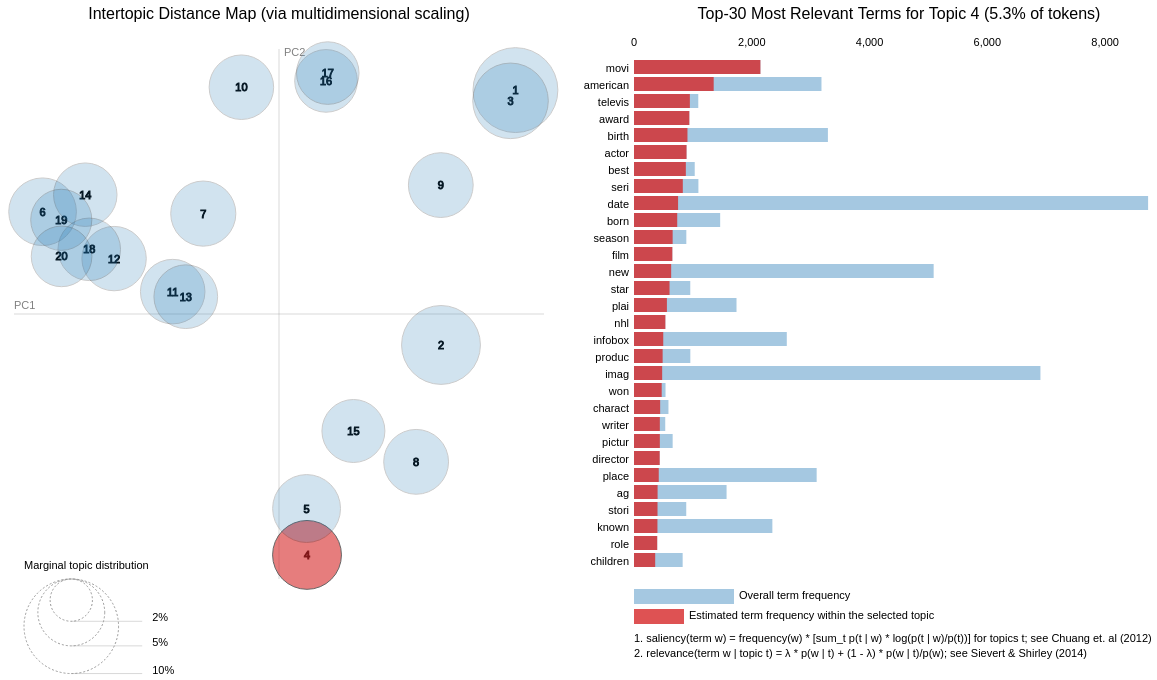 Intertopic Distance Map (via multidimensional scaling)
PC2
PC1
1
2
3
4
5
6
7
8
9
10
11
12
13
14
15
16
17
18
19
20
Marginal topic distribution
2%
5%
10%
Top-30 Most Relevant Terms for Topic 4 (5.3% of tokens)
0 2,000 4,000 6,000 8,000
movi
american
televis
award
birth
actor
best
seri
date
born
season
film
new
star
plai
nhl
infobox
produc
imag
won
charact
writer
pictur
director
place
ag
stori
known
role
children
Overall term frequency
Estimated term frequency within the selected topic
1. saliency(term w) = frequency(w) * [sum_t p(t | w) * log(p(t | w)/p(t))] for topics t; see Chuang et. al (2012)
2. relevance(term w | topic t) = λ * p(w | t) + (1 - λ) * p(w | t)/p(w); see Sievert & Shirley (2014)